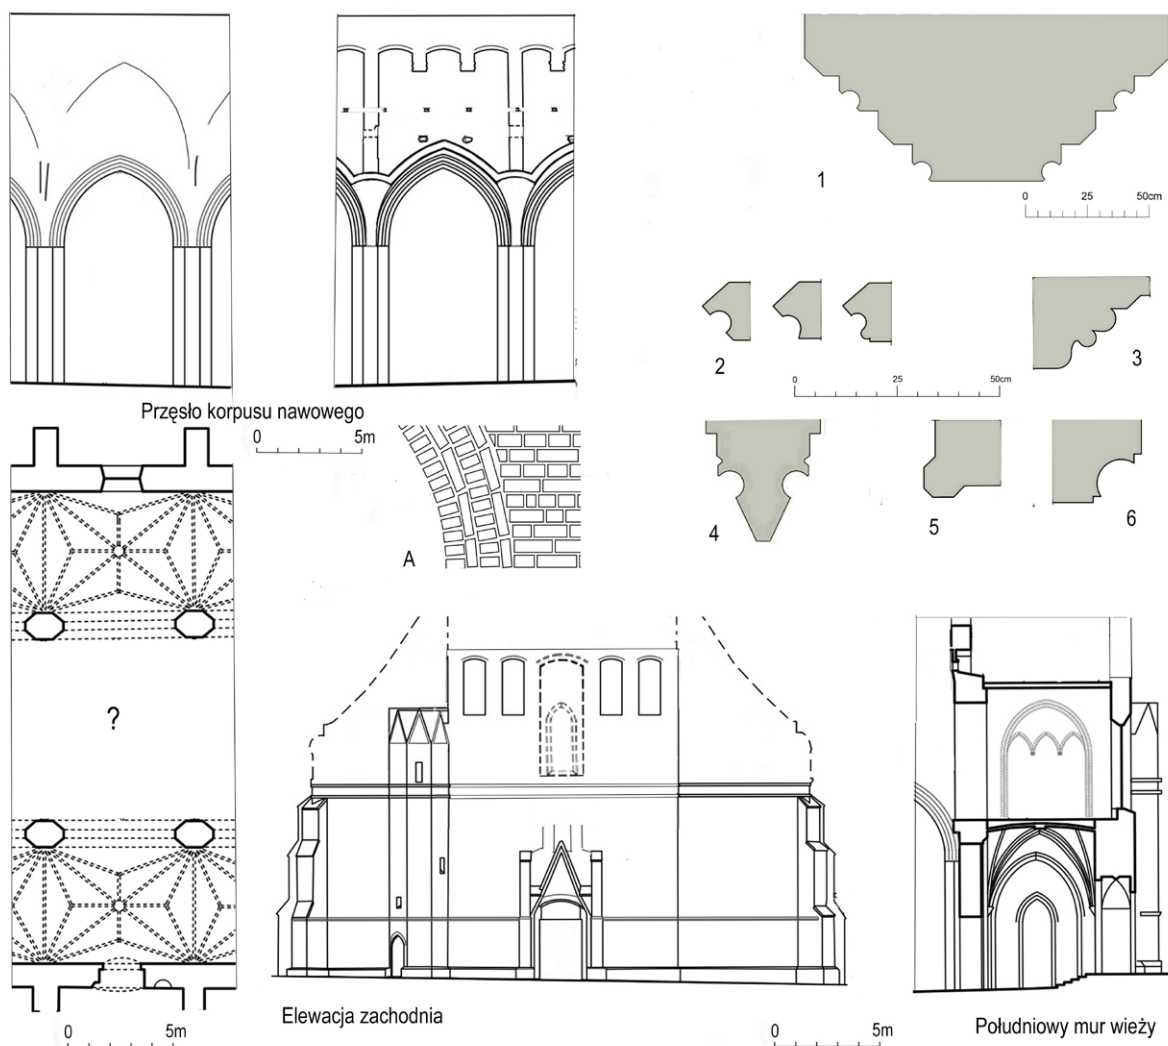 1
0 25 50cm
2
3
0 25 50cm
Przęsło korpusu nawowego
0 5m
A
4
5
6
?
0 5m
Elewacja zachodnia
0 5m
Południowy mur wieży